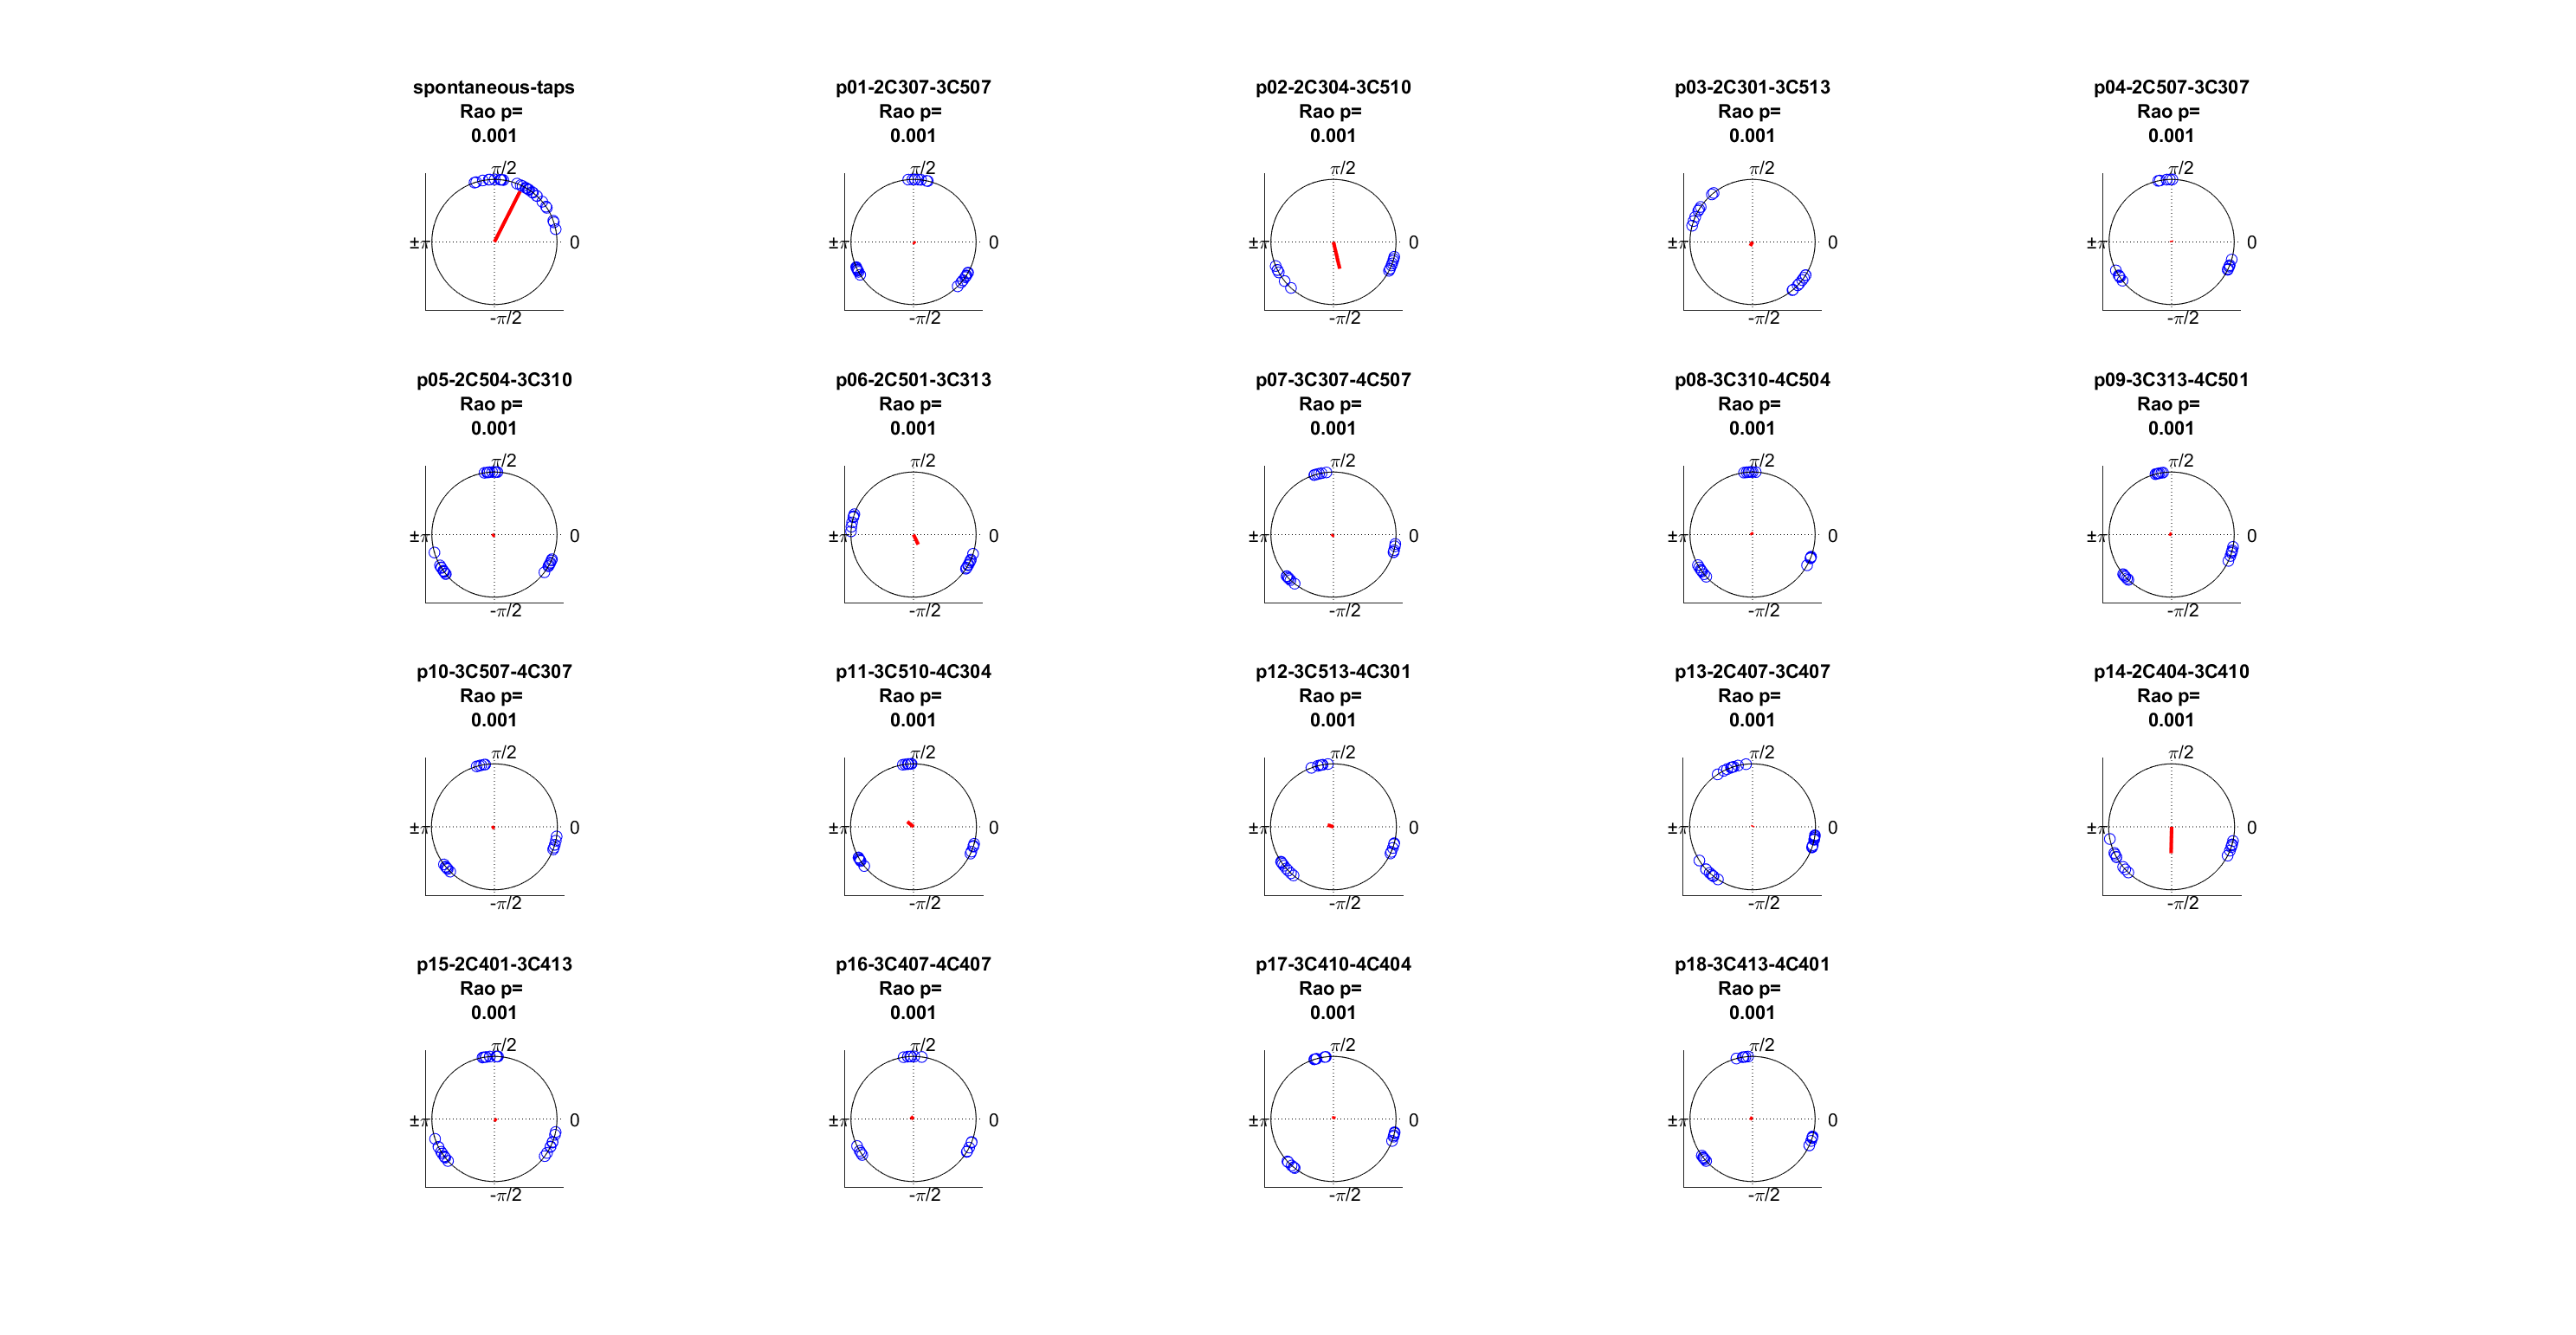 spontaneous-taps
Rao p=
0.001
π/2
±π
0
-π/2
p01-2C307-3C507
Rao p=
0.001
π/2
±π
0
-π/2
p02-2C304-3C510
Rao p=
0.001
π/2
±π
0
-π/2
p03-2C301-3C513
Rao p=
0.001
π/2
±π
0
-π/2
p04-2C507-3C307
Rao p=
0.001
π/2
±π
0
-π/2
p05-2C504-3C310
Rao p=
0.001
π/2
±π
0
-π/2
p06-2C501-3C313
Rao p=
0.001
π/2
±π
0
-π/2
p07-3C307-4C507
Rao p=
0.001
π/2
±π
0
-π/2
p08-3C310-4C504
Rao p=
0.001
π/2
±π
0
-π/2
p09-3C313-4C501
Rao p=
0.001
π/2
±π
0
-π/2
p10-3C507-4C307
Rao p=
0.001
π/2
±π
0
-π/2
p11-3C510-4C304
Rao p=
0.001
π/2
±π
0
-π/2
p12-3C513-4C301
Rao p=
0.001
π/2
±π
0
-π/2
p13-2C407-3C407
Rao p=
0.001
π/2
±π
0
-π/2
p14-2C404-3C410
Rao p=
0.001
π/2
±π
0
-π/2
p15-2C401-3C413
Rao p=
0.001
π/2
±π
0
-π/2
p16-3C407-4C407
Rao p=
0.001
π/2
±π
0
-π/2
p17-3C410-4C404
Rao p=
0.001
π/2
±π
0
-π/2
p18-3C413-4C401
Rao p=
0.001
π/2
±π
0
-π/2